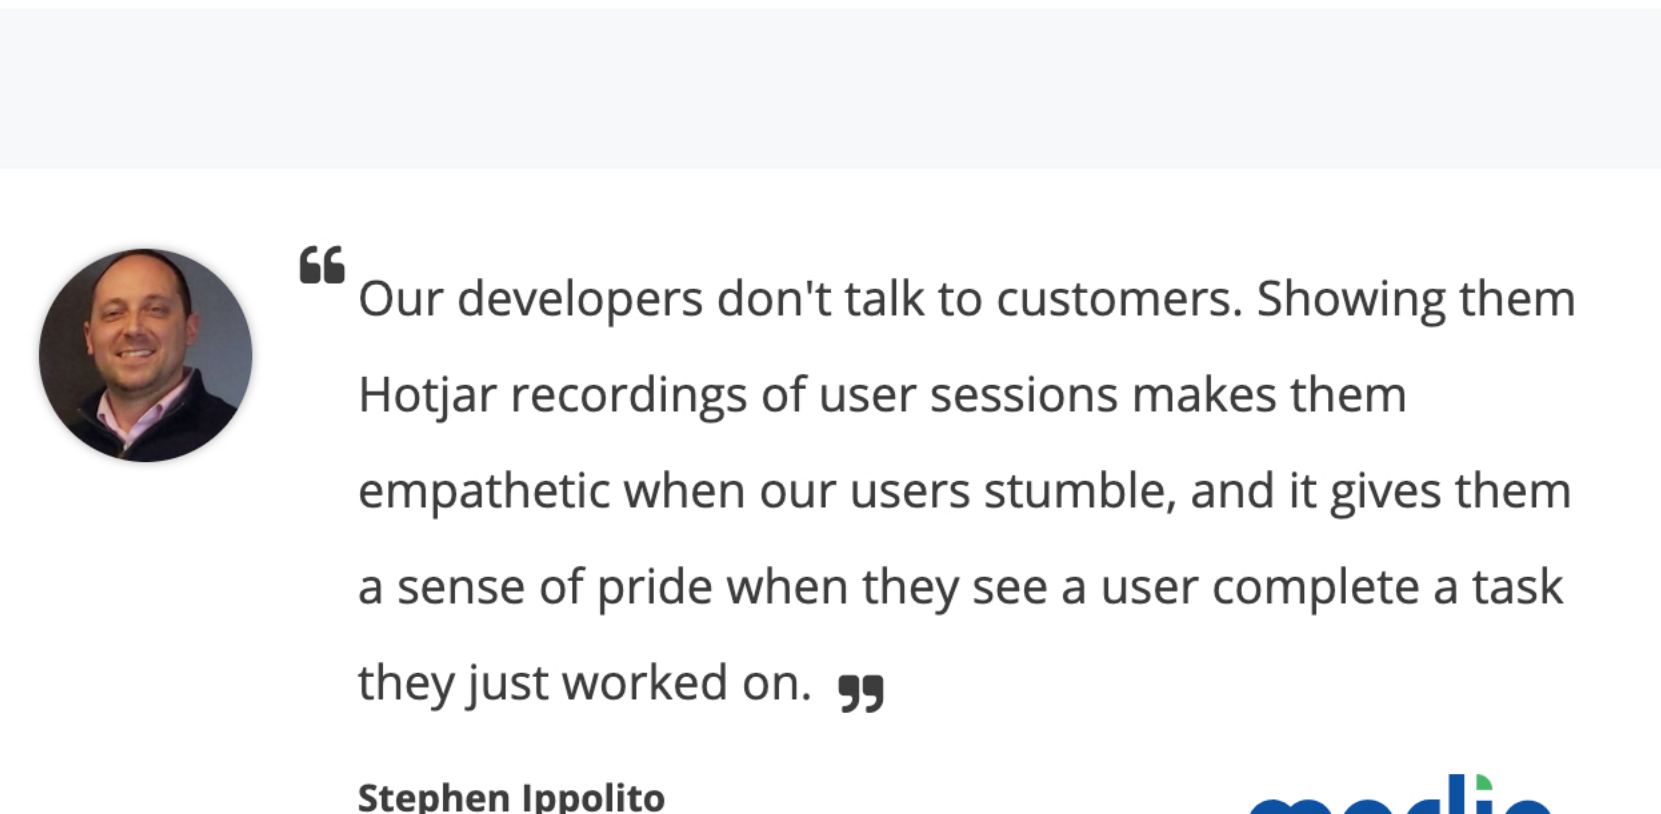 “ Our developers don't talk to customers. Showing them
Hotjar recordings of user sessions makes them
empathetic when our users stumble, and it gives them
a sense of pride when they see a user complete a task
they just worked on. ”
Stephen Ippolito